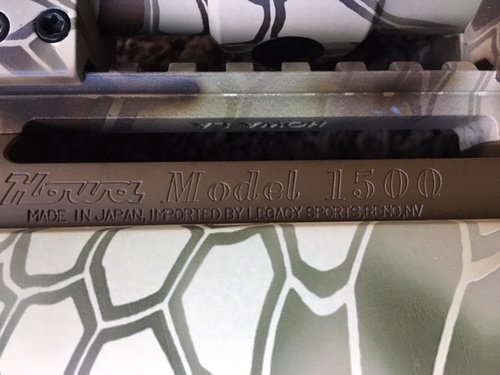 Howa Model 1500
MADE IN JAPAN, IMPORTED BY LEGACY SPORTS, RENO, NV